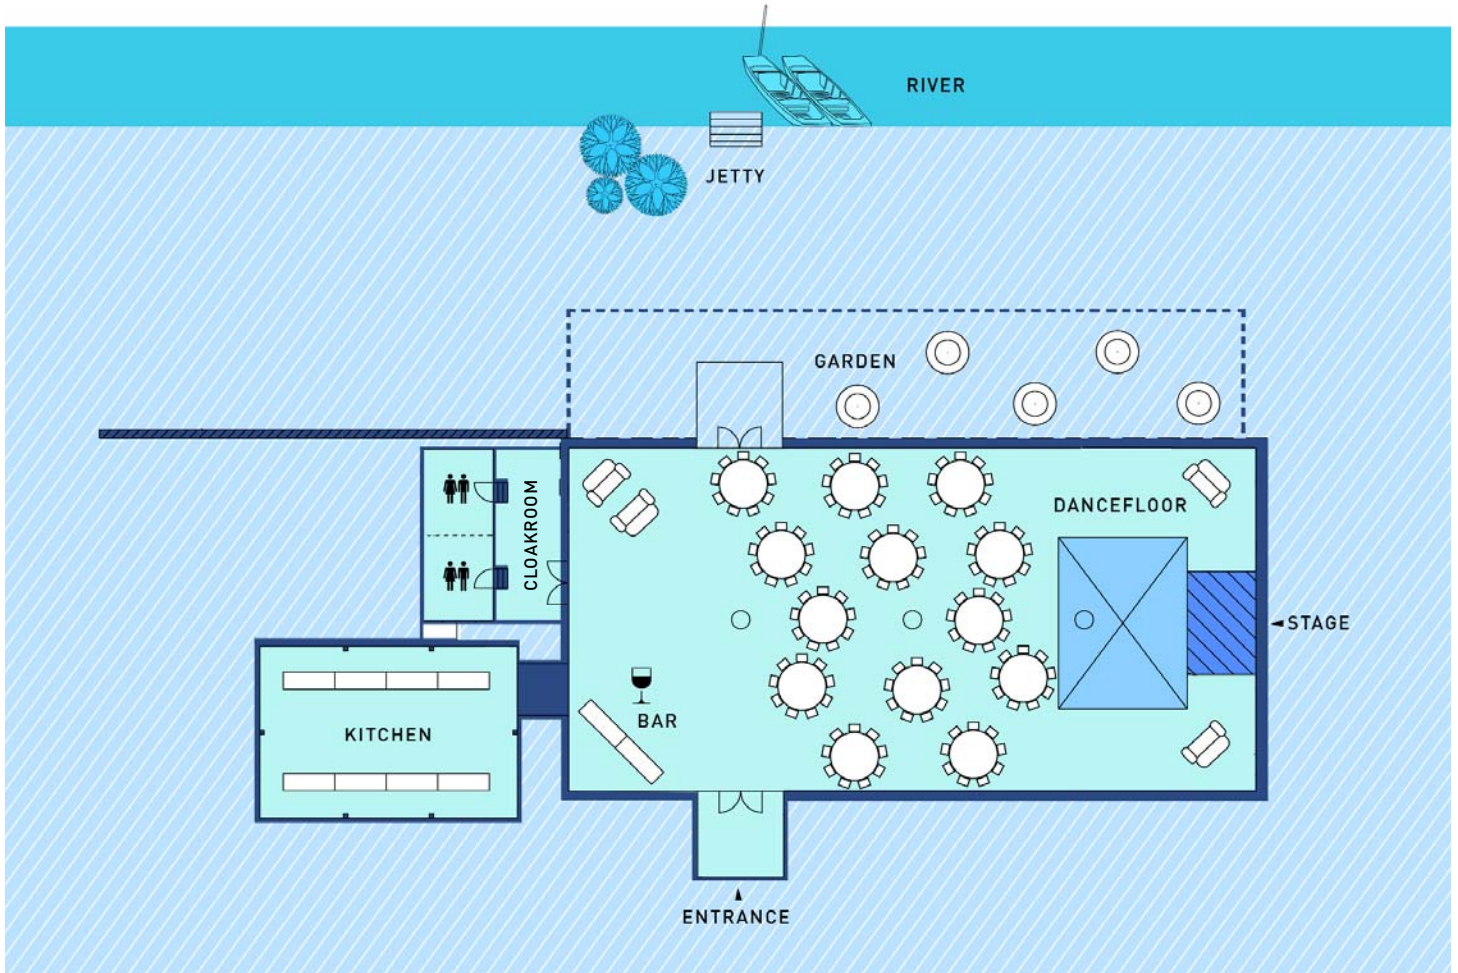 RIVER
JETTY
GARDEN
CLOAKROOM
DANCEFLOOR
STAGE
BAR
KITCHEN
ENTRANCE